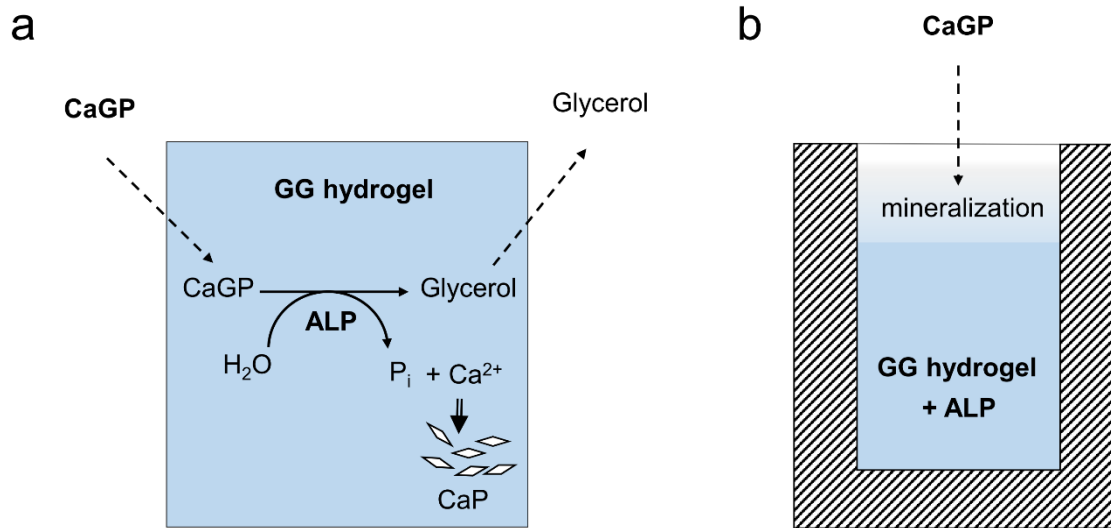 a
CaGP
Glycerol
GG hydrogel
CaGP
Glycerol
ALP
H₂O
Pᵢ + Ca²⁺
CaP
b
CaGP
mineralization
GG hydrogel
+ ALP